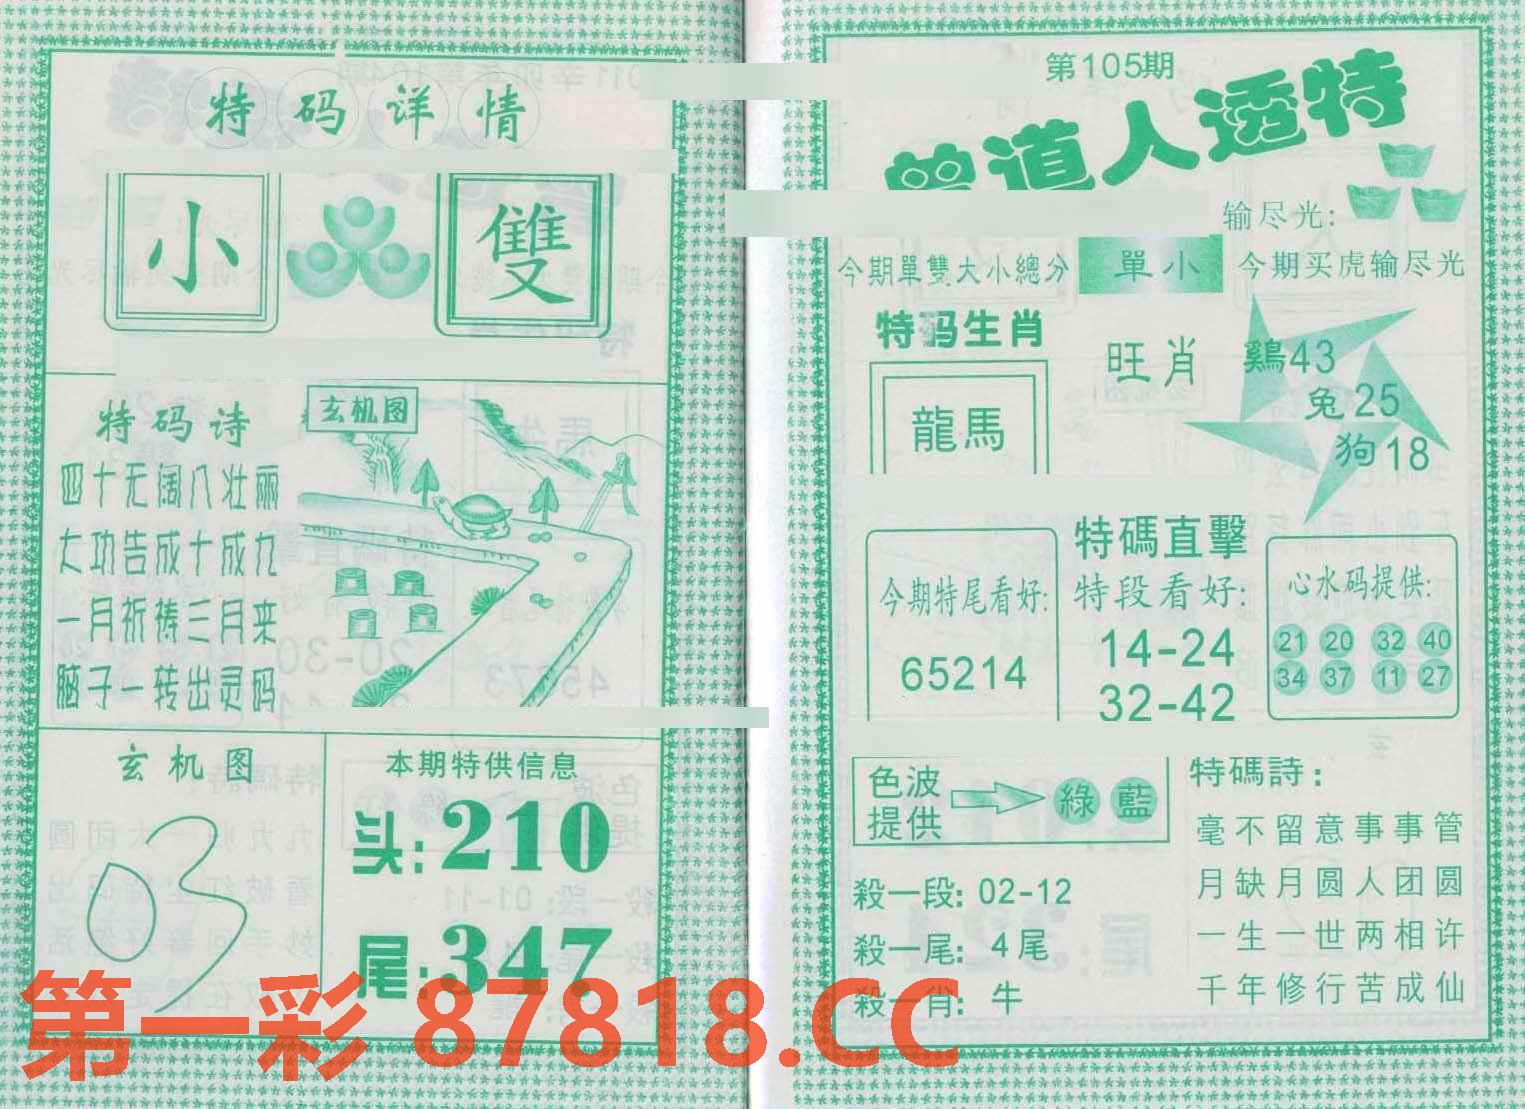 特码详情
小 雙
特码诗
四十无阔八壮丽
大功告成十成九
一月祈祷三月来
脑子一转出灵码
玄机图
玄机图
03
本期特供信息
头:210
尾:347
第105期
曾道人透特
输尽光:
今期單雙大小總分 單小 今期买虎输尽光
特码生肖
龍馬
旺肖
鷄43
兔25
狗18
今期特尾看好:
65214
特碼直擊
特段看好:
14-24
32-42
心水码提供:
21 20 32 40
34 37 11 27
色波
提供
綠 藍
殺一段: 02-12
殺一尾: 4尾
殺一肖: 牛
特碼詩:
毫不留意事事管
月缺月圆人团圆
一生一世两相许
千年修行苦成仙
第一彩 87818.CC